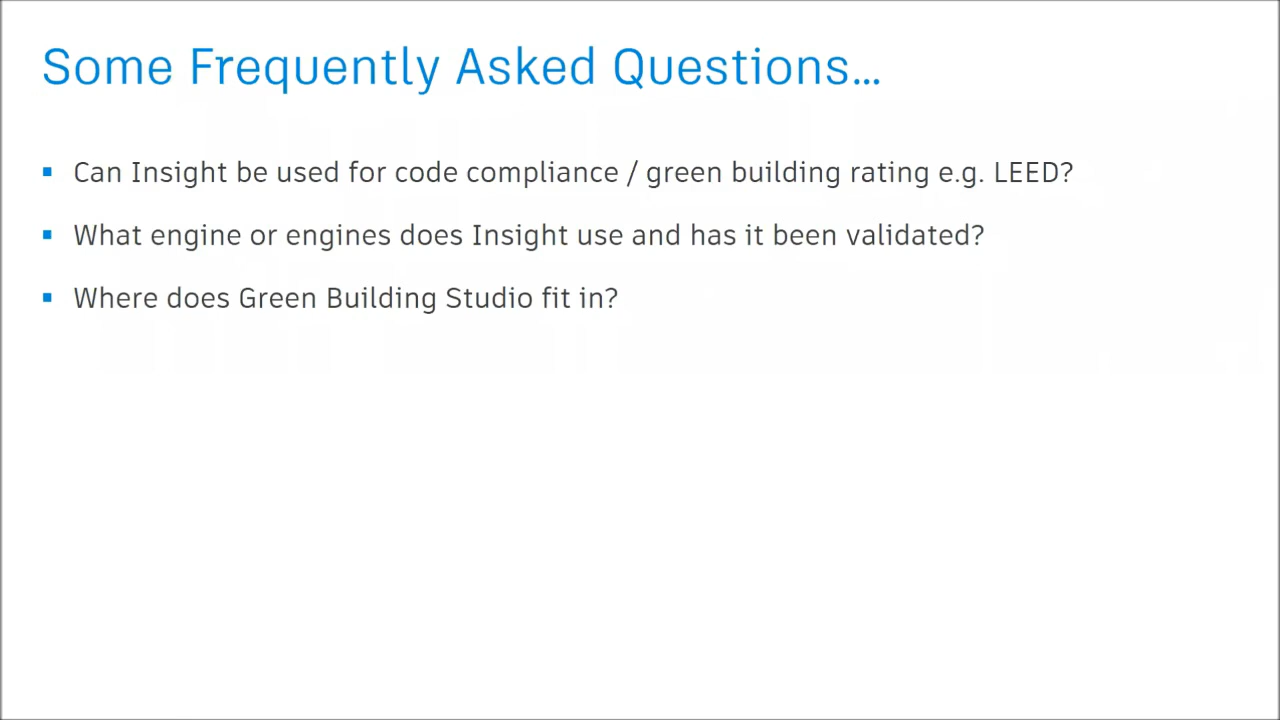 Some Frequently Asked Questions...
▪ Can Insight be used for code compliance / green building rating e.g. LEED?
▪ What engine or engines does Insight use and has it been validated?
▪ Where does Green Building Studio fit in?